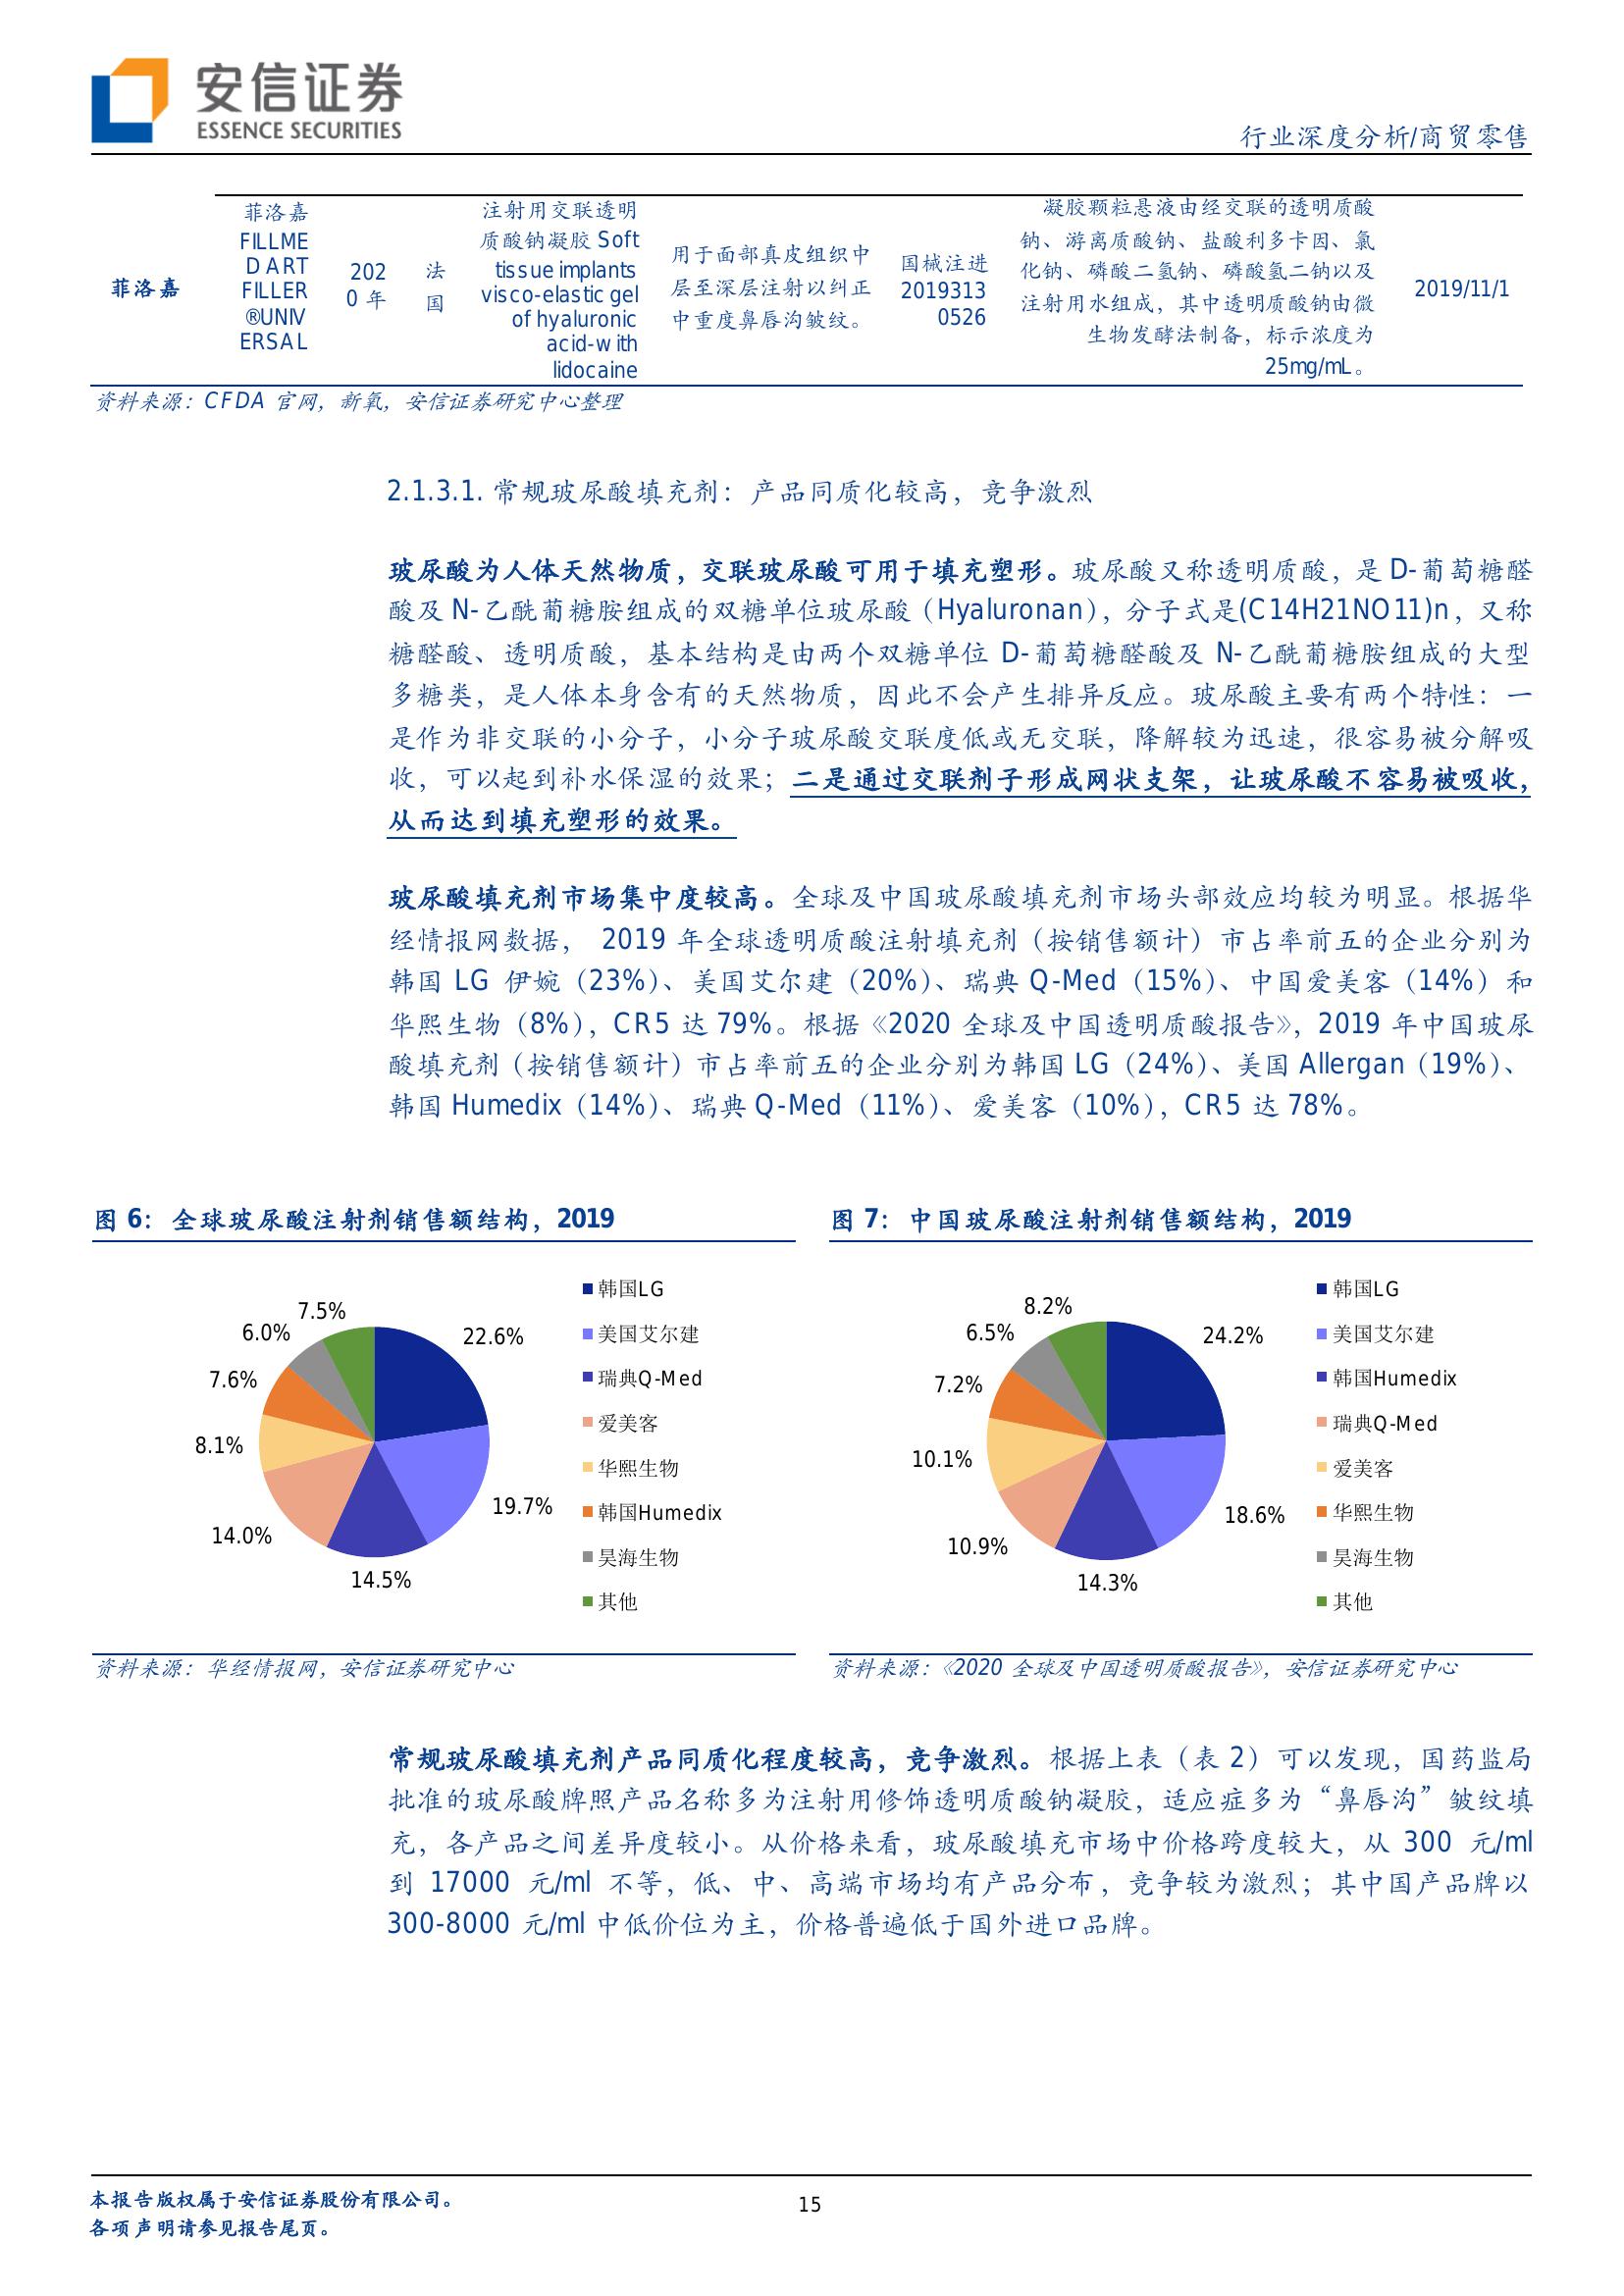 安信证券
ESSENCE SECURITIES
行业深度分析/商贸零售
菲洛嘉
菲洛嘉
FILLME
D ART
FILLER
®UNIV
ERSAL
202
0 年
法
国
注射用交联透明
质酸钠凝胶 Soft
tissue implants
visco-elastic gel
of hyaluronic
acid-with
lidocaine
用于面部真皮组织中
层至深层注射以纠正
中重度鼻唇沟皱纹。
国械注进
2019313
0526
凝胶颗粒悬液由经交联的透明质酸
钠、游离质酸钠、盐酸利多卡因、氯
化钠、磷酸二氢钠、磷酸氢二钠以及
注射用水组成，其中透明质酸钠由微
生物发酵法制备，标示浓度为
25mg/mL。
2019/11/1
资料来源：CFDA 官网，新氧，安信证券研究中心整理
2.1.3.1. 常规玻尿酸填充剂：产品同质化较高，竞争激烈
玻尿酸为人体天然物质，交联玻尿酸可用于填充塑形。玻尿酸又称透明质酸，是 D-葡萄糖醛
酸及 N-乙酰葡糖胺组成的双糖单位玻尿酸（Hyaluronan），分子式是(C14H21NO11)n，又称
糖醛酸、透明质酸，基本结构是由两个双糖单位 D-葡萄糖醛酸及 N-乙酰葡糖胺组成的大型
多糖类，是人体本身含有的天然物质，因此不会产生排异反应。玻尿酸主要有两个特性：一
是作为非交联的小分子，小分子玻尿酸交联度低或无交联，降解较为迅速，很容易被分解吸
收，可以起到补水保湿的效果；二是通过交联剂子形成网状支架，让玻尿酸不容易被吸收，
从而达到填充塑形的效果。
玻尿酸填充剂市场集中度较高。全球及中国玻尿酸填充剂市场头部效应均较为明显。根据华
经情报网数据， 2019 年全球透明质酸注射填充剂（按销售额计）市占率前五的企业分别为
韩国 LG 伊婉（23%）、美国艾尔建（20%）、瑞典 Q-Med（15%）、中国爱美客（14%）和
华熙生物（8%），CR5 达 79%。根据《2020 全球及中国透明质酸报告》，2019 年中国玻尿
酸填充剂（按销售额计）市占率前五的企业分别为韩国 LG（24%）、美国 Allergan（19%）、
韩国 Humedix（14%）、瑞典 Q-Med（11%）、爱美客（10%），CR5 达 78%。
图 6：全球玻尿酸注射剂销售额结构，2019
22.6%
19.7%
14.5%
14.0%
8.1%
7.6%
6.0%
7.5%
韩国LG
美国艾尔建
瑞典Q-Med
爱美客
华熙生物
韩国Humedix
昊海生物
其他
资料来源：华经情报网，安信证券研究中心
图 7：中国玻尿酸注射剂销售额结构，2019
24.2%
18.6%
14.3%
10.9%
10.1%
7.2%
6.5%
8.2%
韩国LG
美国艾尔建
韩国Humedix
瑞典Q-Med
爱美客
华熙生物
昊海生物
其他
资料来源：《2020 全球及中国透明质酸报告》，安信证券研究中心
常规玻尿酸填充剂产品同质化程度较高，竞争激烈。根据上表（表 2）可以发现，国药监局
批准的玻尿酸牌照产品名称多为注射用修饰透明质酸钠凝胶，适应症多为“鼻唇沟”皱纹填
充，各产品之间差异度较小。从价格来看，玻尿酸填充市场中价格跨度较大，从 300 元/ml
到 17000 元/ml 不等，低、中、高端市场均有产品分布，竞争较为激烈；其中国产品牌以
300-8000 元/ml 中低价位为主，价格普遍低于国外进口品牌。
本报告版权属于安信证券股份有限公司。
各项声明请参见报告尾页。
15